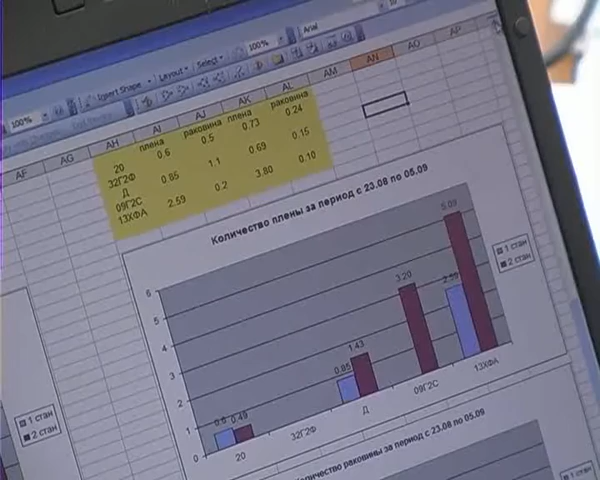 Insert Shape Layout Select 100% Arial 10
100%
AF AG AH AI AJ AK AL AM AN AO AP
плена раковина плена раковина
20 0.6 0.5 0.73 0.24
32Г2Ф
Д 0.85 1.1 0.69 0.15
09Г2С
13ХФА 2.59 0.2 3.80 0.10
Количество плены за период с 23.08 по 05.09
6
5
4
3
2
1
0
0.6 0.49
0.85 1.43
3.20
2.59 5.09
20 32Г2Ф Д 09Г2С 13ХФА
1 стан
2 стан
1 стан
2 стан
Количество раковины за период с 23.08 по 05.09
1 стан